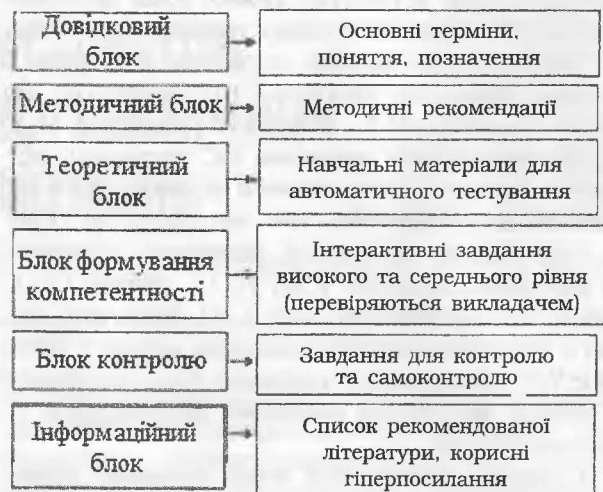 Довідковий
блок
Основні терміни,
поняття, позначення
Методичний блок
Методичні рекомендації
Теоретичний
блок
Навчальні матеріали для
автоматичного тестування
Блок формування
компетентності
Інтерактивні завдання
високого та середнього рівня
(перевіряються викладачем)
Блок контролю
Завдання для контролю
та самоконтролю
Інформаційний
блок
Список рекомендованої
літератури, корисні
гіперпосилання